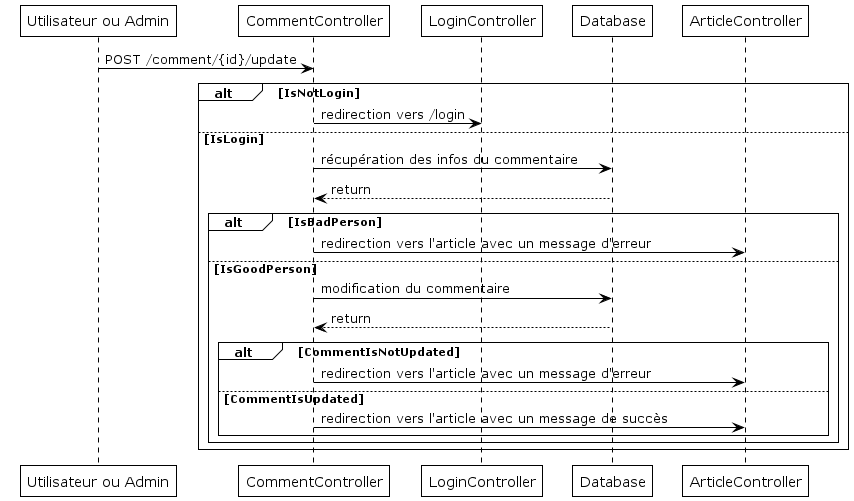 Utilisateur ou Admin
CommentController
LoginController
Database
ArticleController
POST /comment/{id}/update
alt
[IsNotLogin]
redirection vers /login
[IsLogin]
récupération des infos du commentaire
return
alt
[IsBadPerson]
redirection vers l'article avec un message d'erreur
[IsGoodPerson]
modification du commentaire
return
alt
[CommentIsNotUpdated]
redirection vers l'article avec un message d'erreur
[CommentIsUpdated]
redirection vers l'article avec un message de succès
Utilisateur ou Admin
CommentController
LoginController
Database
ArticleController